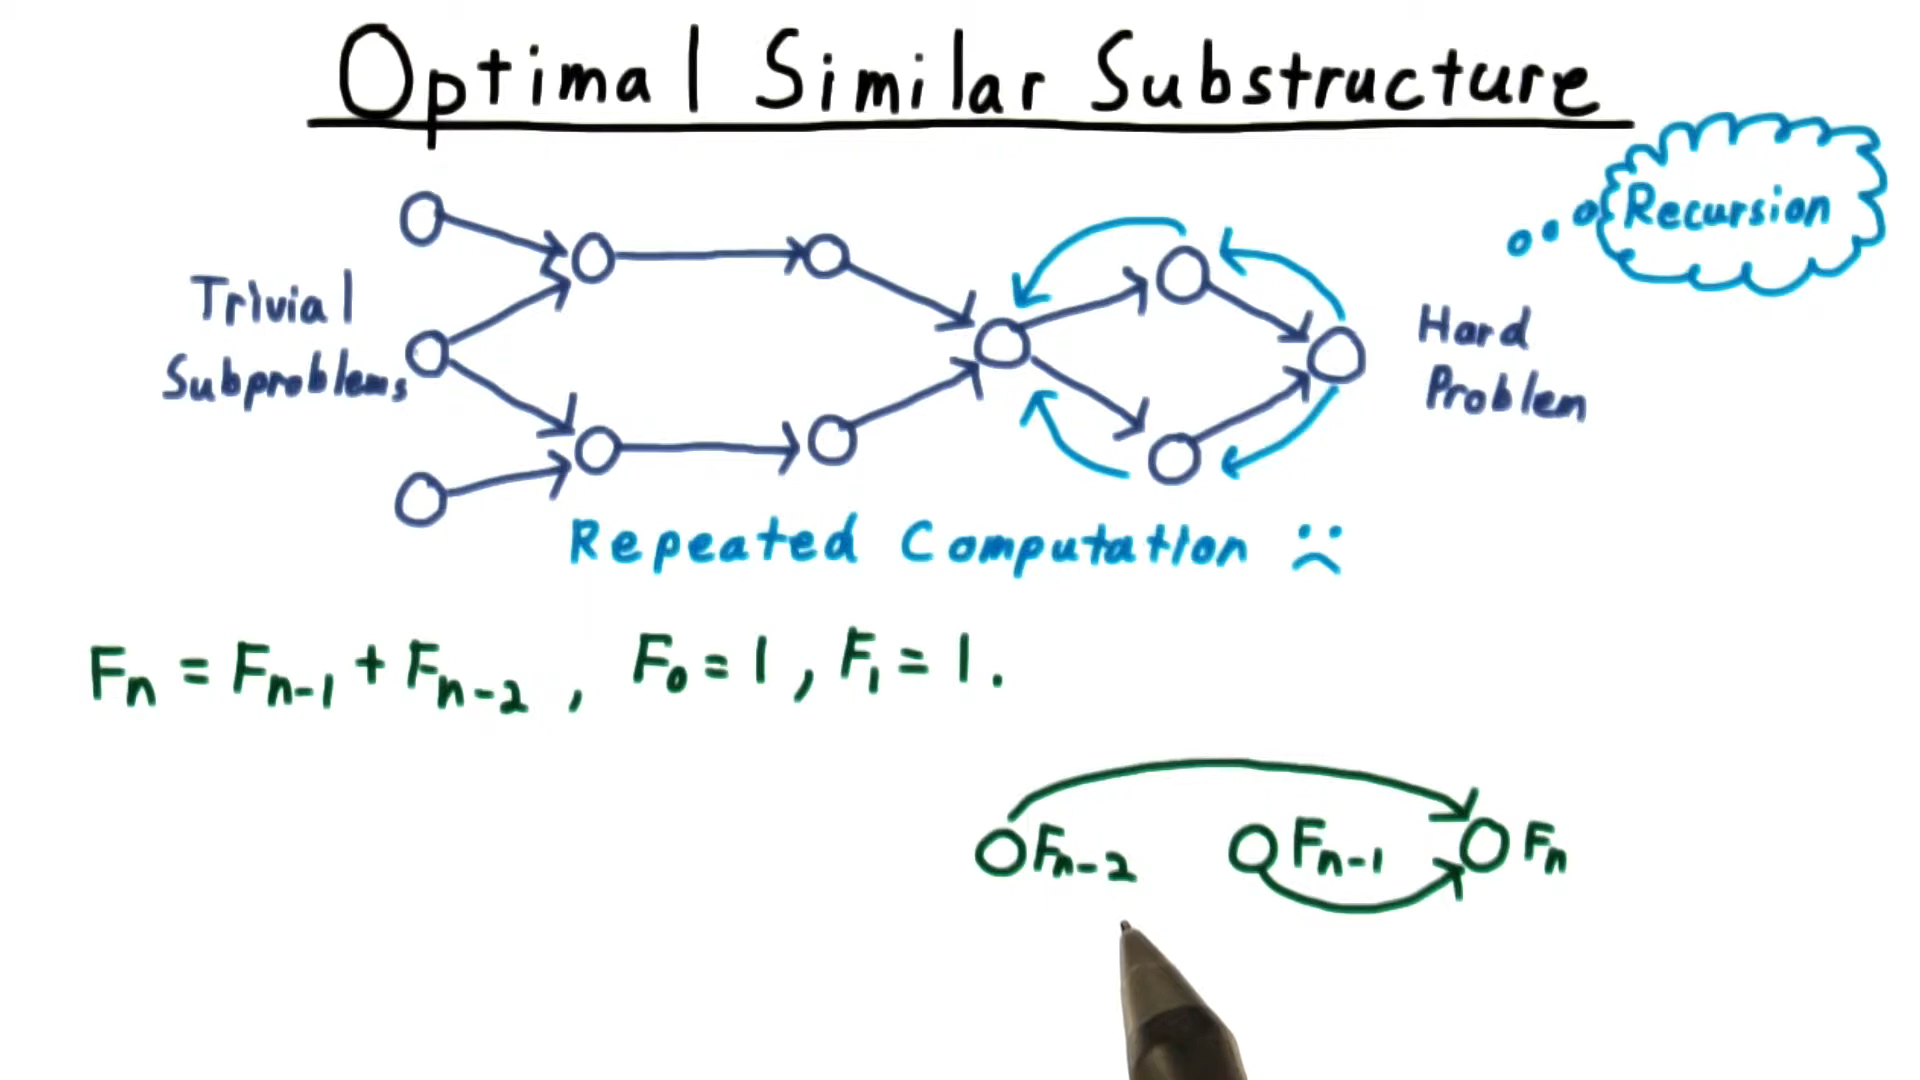 Optimal Similar Substructure
Recursion
Trivial
Subproblems
Hard
Problem
Repeated Computation
Fn = Fn-1 + Fn-2 , F0 = 1 , F1 = 1 .
Fn-2 Fn-1 Fn